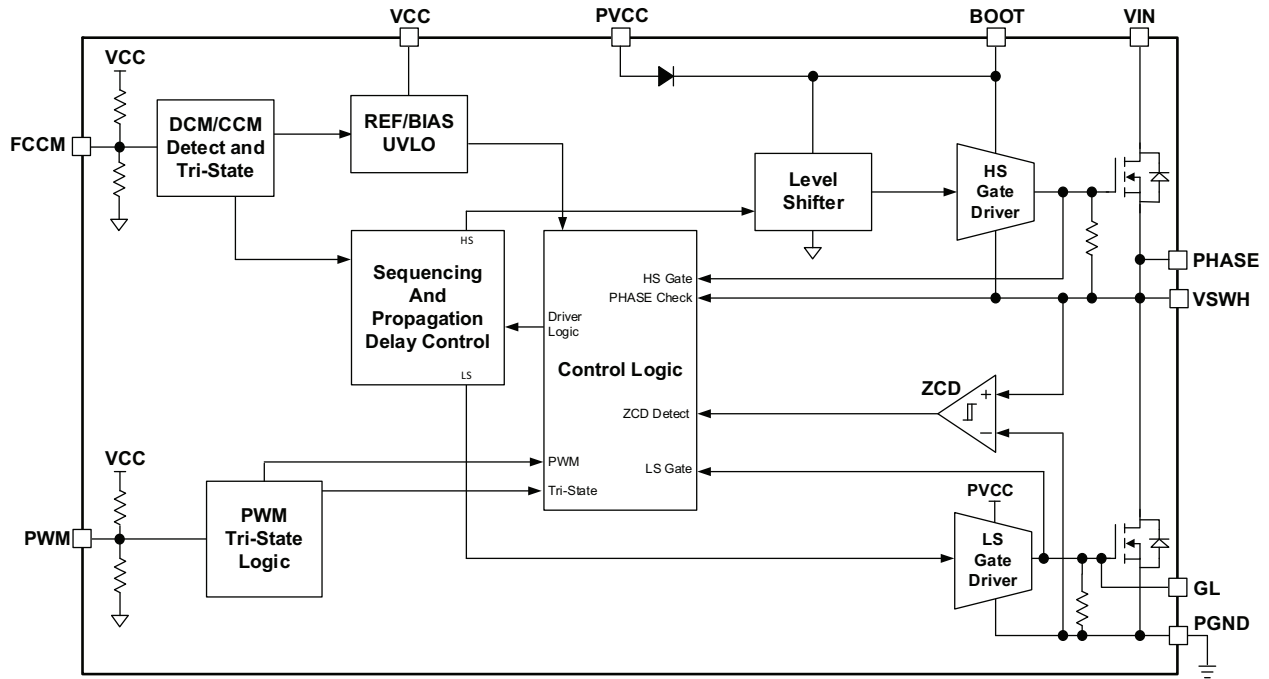 VCC
PVCC
BOOT
VIN
VCC
FCCM
DCM/CCM
Detect and
Tri-State
REF/BIAS
UVLO
Level
Shifter
HS
Gate
Driver
HS
Sequencing
And
Propagation
Delay Control
LS
HS Gate
PHASE Check
Driver
Logic
Control Logic
ZCD Detect
PWM
LS Gate
Tri-State
PHASE
VSWH
ZCD
+
−
VCC
PWM
PWM
Tri-State
Logic
PVCC
LS
Gate
Driver
GL
PGND